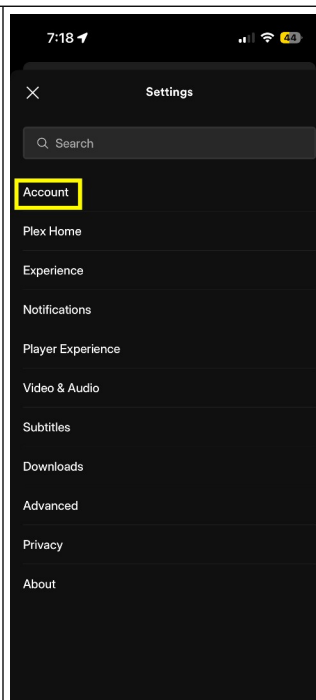 7:18
44
Settings
Search
Account
Plex Home
Experience
Notifications
Player Experience
Video & Audio
Subtitles
Downloads
Advanced
Privacy
About